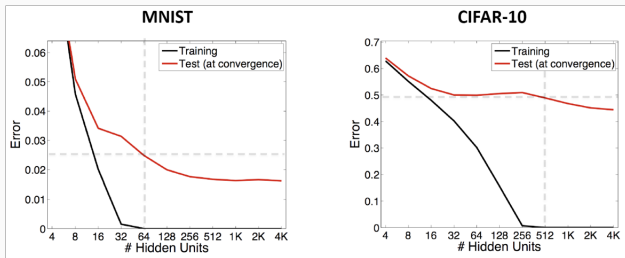 MNIST
0.06
0.05
0.04
0.03
0.02
0.01
0
Error
Training
Test (at convergence)
4 8 16 32 64 128 256 512 1K 2K 4K
# Hidden Units
CIFAR-10
0.7
0.6
0.5
0.4
0.3
0.2
0.1
0
Error
Training
Test (at convergence)
4 8 16 32 64 128 256 512 1K 2K 4K
# Hidden Units